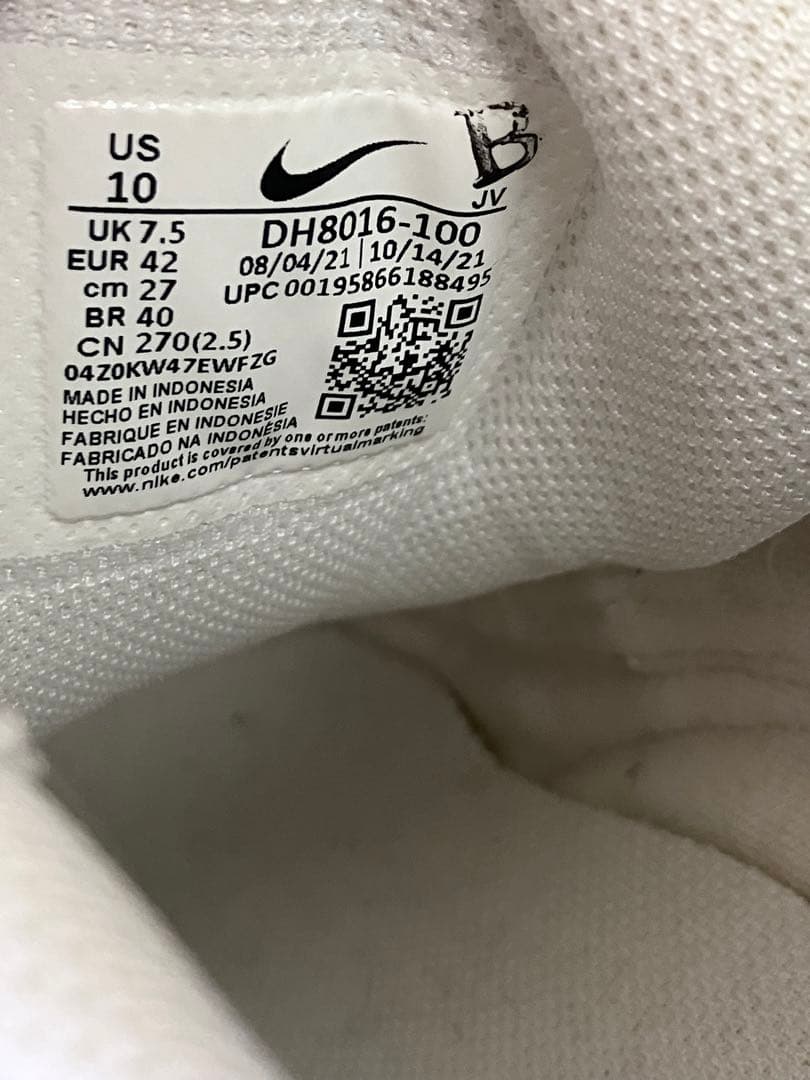 US
10
B
JV
UK 7.5
EUR 42
cm 27
BR 40
CN 270(2.5)
DH8016-100
08/04/21 | 10/14/21
UPC 00195866188495
04Z0KW47EWFZG
MADE IN INDONESIA
HECHO EN INDONESIA
FABRIQUE EN INDONESIE
FABRICADO NA INDONÉSIA
This product is covered by one or more patents:
www.nike.com/patentsvirtualmarking